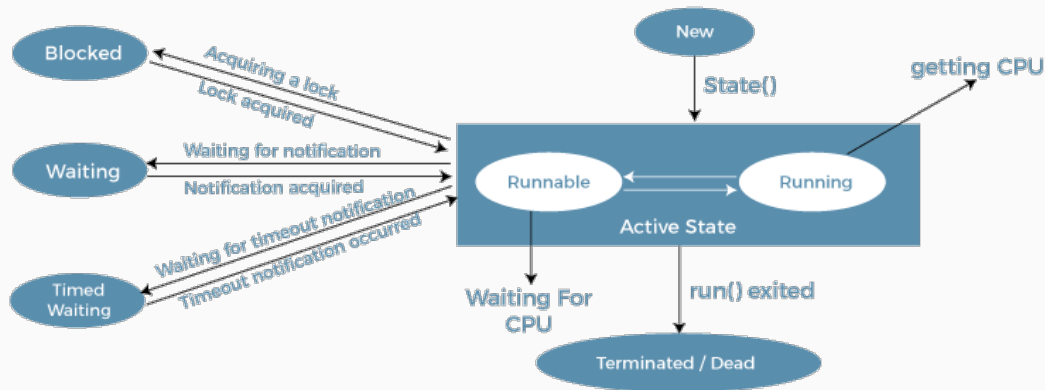 New
Blocked
Acquiring a lock
Lock acquired
State()
getting CPU
Waiting
Waiting for notification
Notification acquired
Runnable
Running
Active State
Waiting for timeout notification
Timeout notification occurred
Timed
Waiting
Waiting For
CPU
run() exited
Terminated / Dead